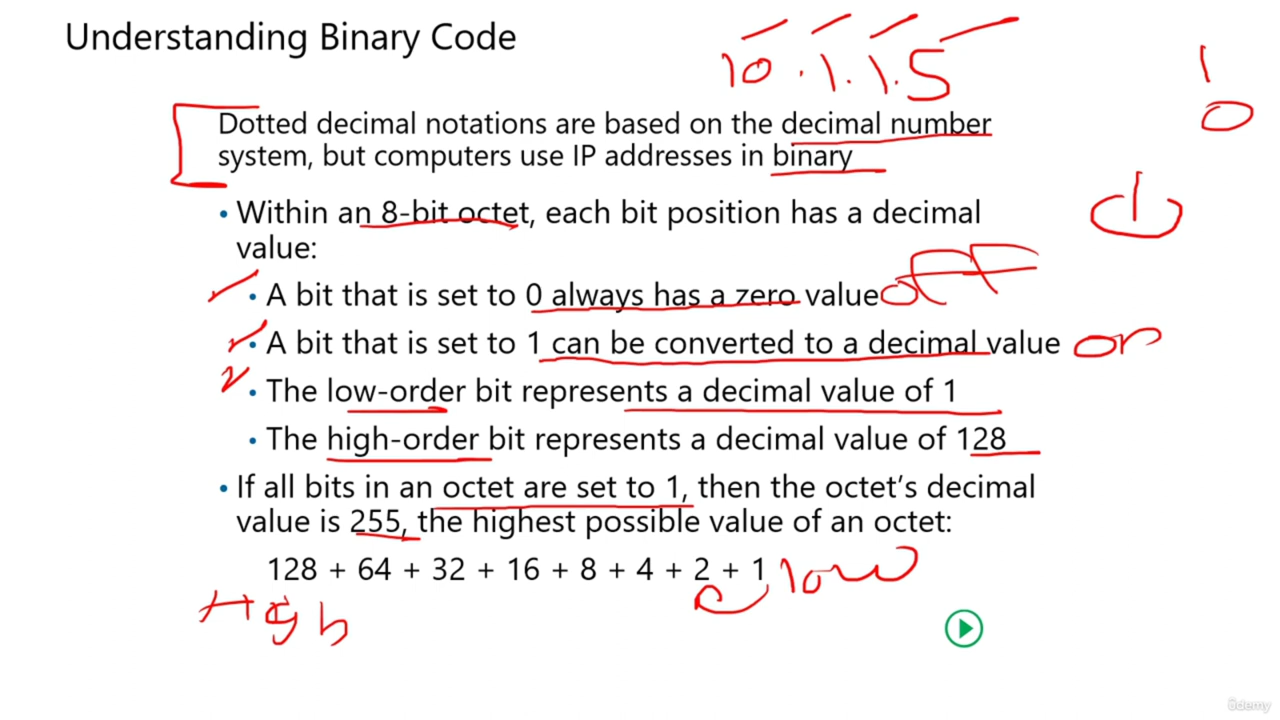 Understanding Binary Code
10.1.1.5
1
0
Dotted decimal notations are based on the decimal number
system, but computers use IP addresses in binary
• Within an 8-bit octet, each bit position has a decimal
value:
• A bit that is set to 0 always has a zero value off
• A bit that is set to 1 can be converted to a decimal value on
• The low-order bit represents a decimal value of 1
• The high-order bit represents a decimal value of 128
• If all bits in an octet are set to 1, then the octet's decimal
value is 255, the highest possible value of an octet:
128 + 64 + 32 + 16 + 8 + 4 + 2 + 1 low
High
ûdemy